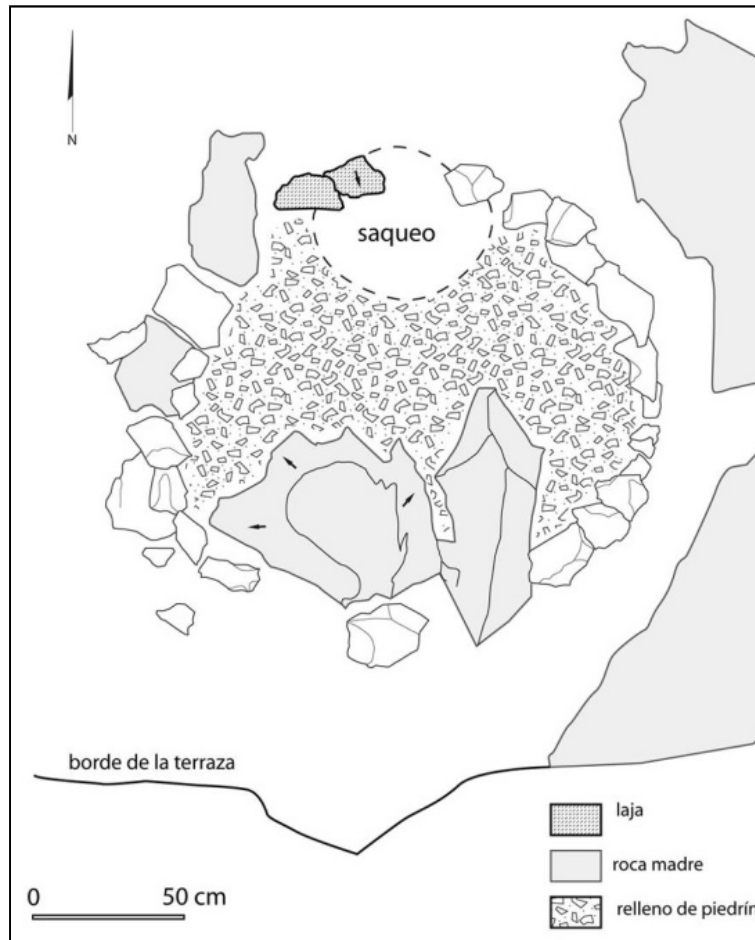 N
saqueo
borde de la terraza
laja
roca madre
relleno de piedrín
0 50 cm